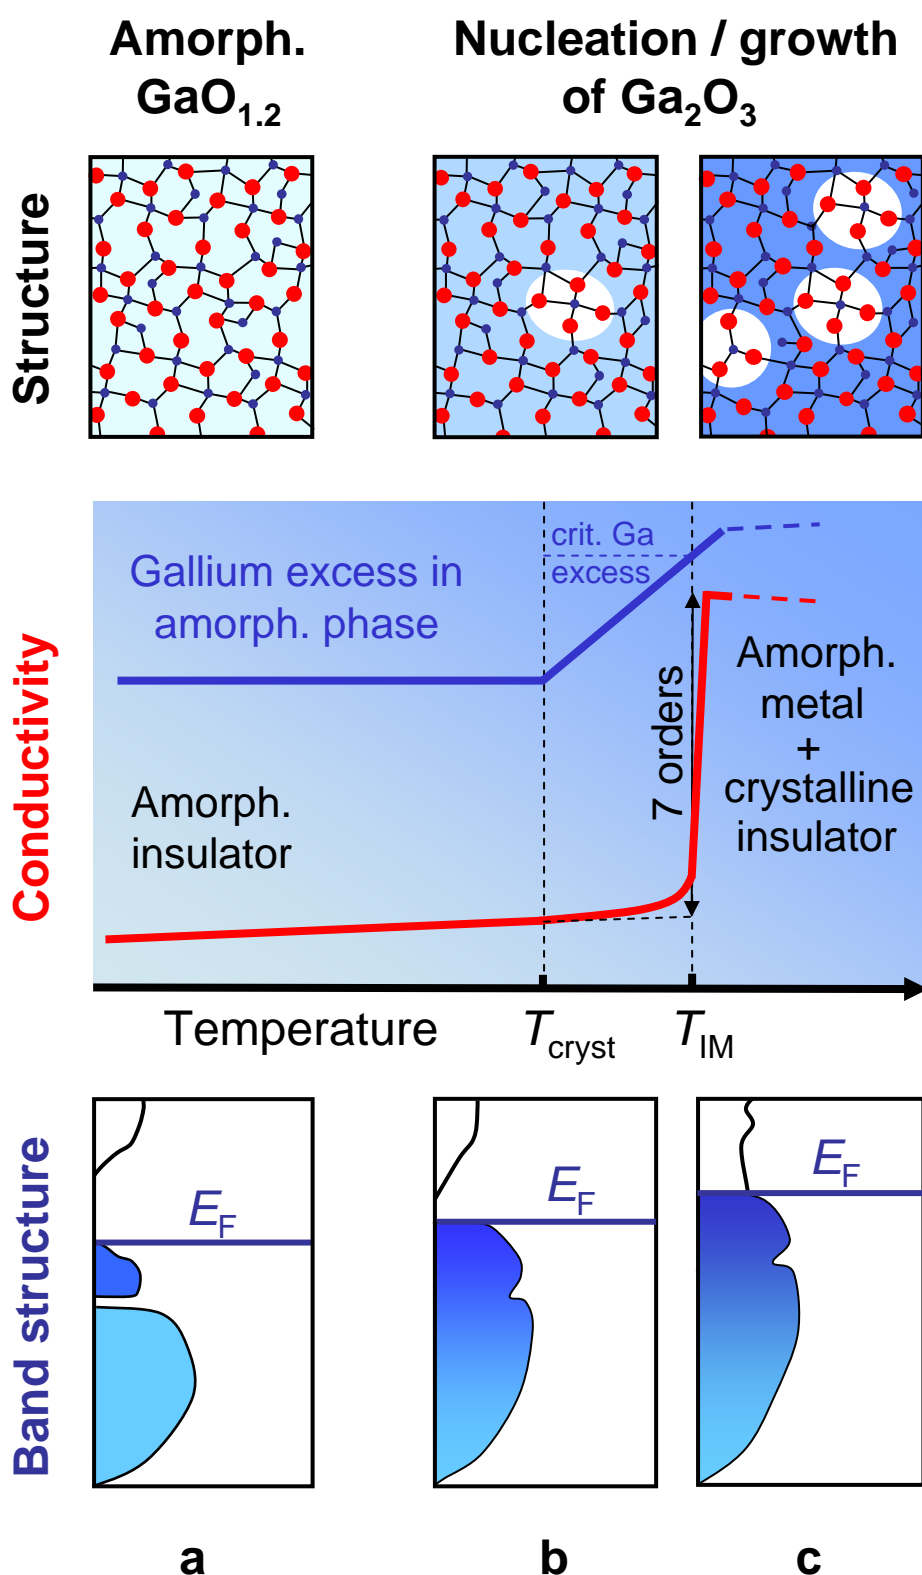 Amorph.
GaO1.2
Nucleation / growth
of Ga2O3
Structure
crit. Ga
excess
Gallium excess in
amorph. phase
Conductivity
7 orders
Amorph.
metal
+
crystalline
insulator
Amorph.
insulator
Temperature
Tcryst
TIM
Band structure
EF
EF
EF
a
b
c